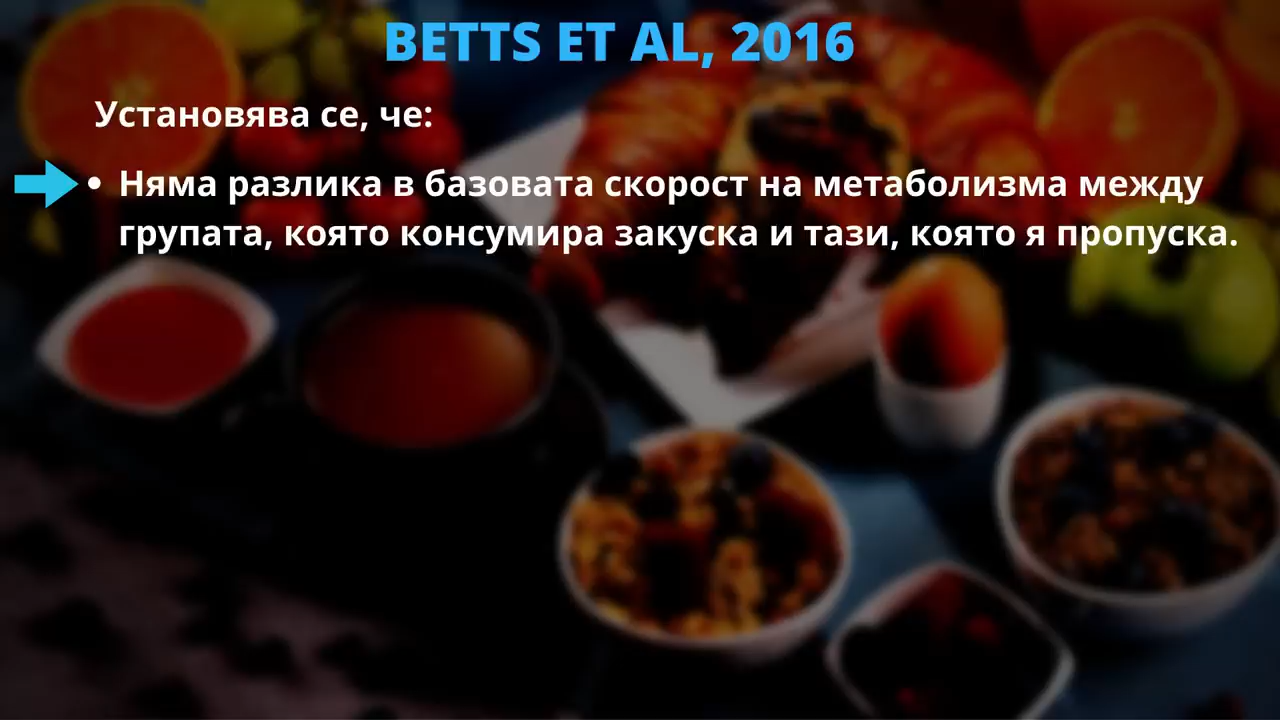 BETTS ET AL, 2016
Установява се, че:
• Няма разлика в базовата скорост на метаболизма между
групата, която консумира закуска и тази, която я пропуска.